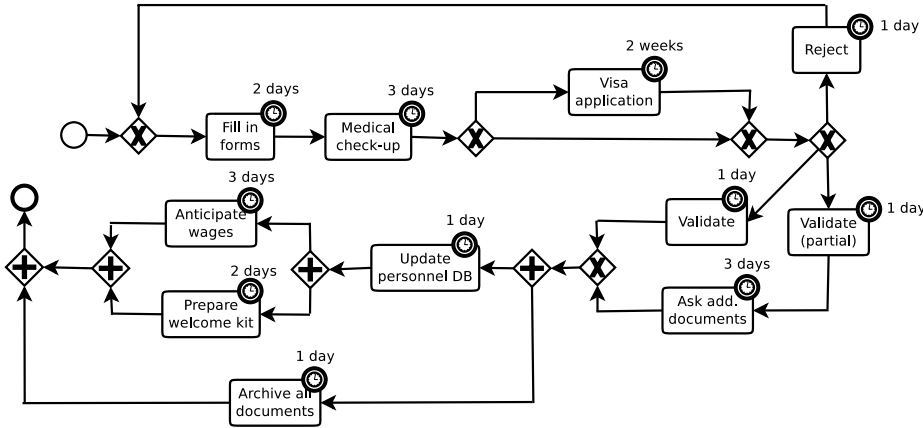 1 day
Reject
2 weeks
Visa
application
2 days
Fill in
forms
3 days
Medical
check-up
X
X
X
X
1 day
Validate
1 day
Validate
(partial)
3 days
Ask add.
documents
X
1 day
Update
personnel DB
3 days
Anticipate
wages
2 days
Prepare
welcome kit
1 day
Archive all
documents